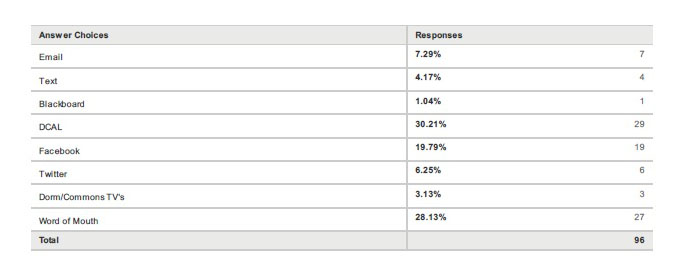 Answer Choices Responses
Email 7.29% 7
Text 4.17% 4
Blackboard 1.04% 1
DCAL 30.21% 29
Facebook 19.79% 19
Twitter 6.25% 6
Dorm/Commons TV's 3.13% 3
Word of Mouth 28.13% 27
Total 96